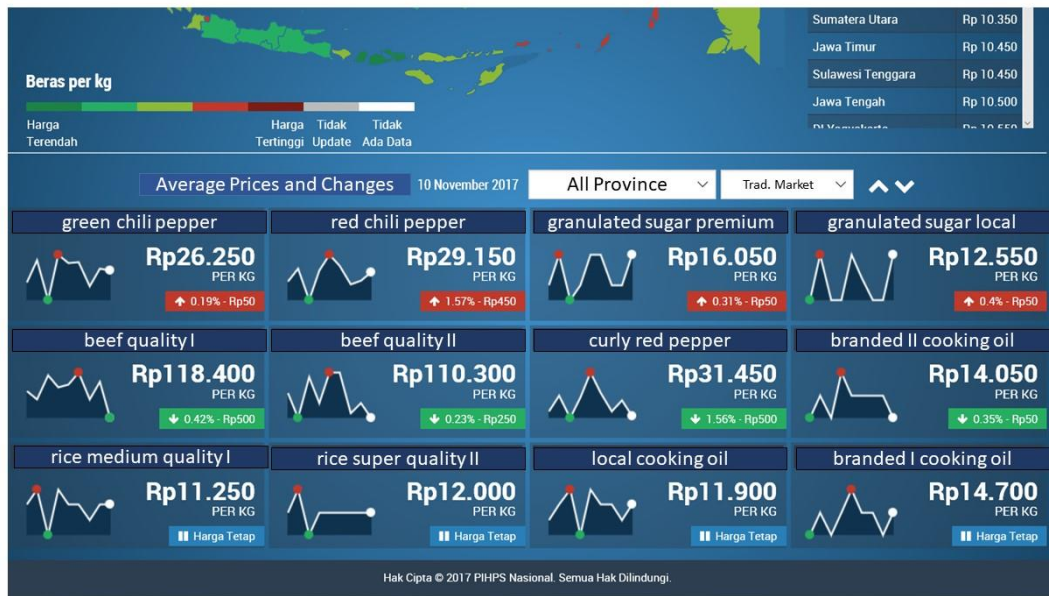 Sumatera Utara Rp 10.350
Jawa Timur Rp 10.450
Sulawesi Tenggara Rp 10.450
Jawa Tengah Rp 10.500
Beras per kg
Harga Terendah
Harga Tertinggi
Tidak Update
Tidak Ada Data
Average Prices and Changes 10 November 2017 All Province Trad. Market
green chili pepper
Rp26.250
PER KG
0.19% - Rp50
red chili pepper
Rp29.150
PER KG
1.57% - Rp450
granulated sugar premium
Rp16.050
PER KG
0.31% - Rp50
granulated sugar local
Rp12.550
PER KG
0.4% - Rp50
beef quality I
Rp118.400
PER KG
0.42% - Rp500
beef quality II
Rp110.300
PER KG
0.23% - Rp250
curly red pepper
Rp31.450
PER KG
1.56% - Rp500
branded II cooking oil
Rp14.050
PER KG
0.35% - Rp50
rice medium quality I
Rp11.250
PER KG
Harga Tetap
rice super quality II
Rp12.000
PER KG
Harga Tetap
local cooking oil
Rp11.900
PER KG
Harga Tetap
branded I cooking oil
Rp14.700
PER KG
Harga Tetap
Hak Cipta © 2017 PIHPS Nasional. Semua Hak Dilindungi.